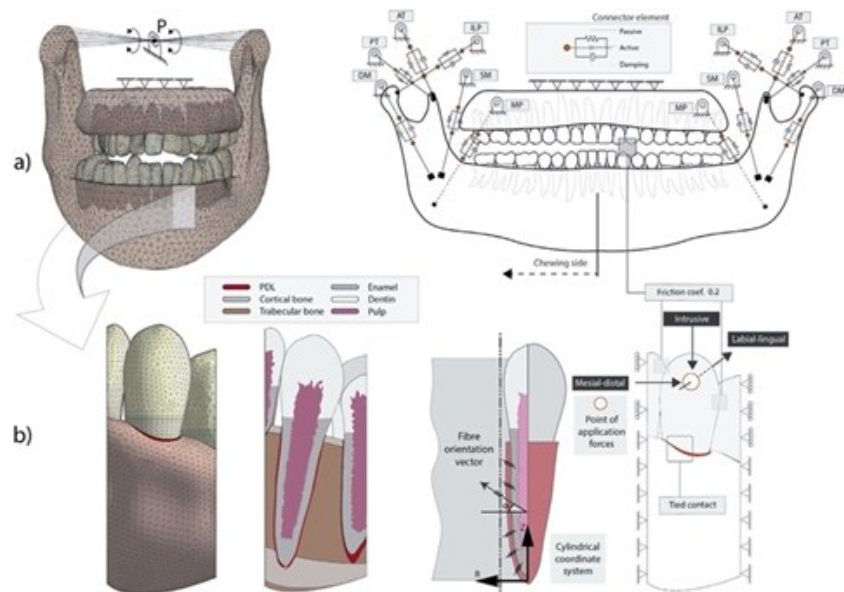 P
a)
Connector element
Passive
Active
Damping
AT
ILP
PT
DM
SM
MP
ILP
AT
PT
SM
DM
MP
Chewing side
Friction coef. 0.2
PDL
Cortical bone
Trabecular bone
Enamel
Dentin
Pulp
b)
Fibre
orientation
vector
Z
R
Cylindrical
coordinate
system
Intrusive
Labial-lingual
Mesial-distal
Point of
application
forces
Tied contact